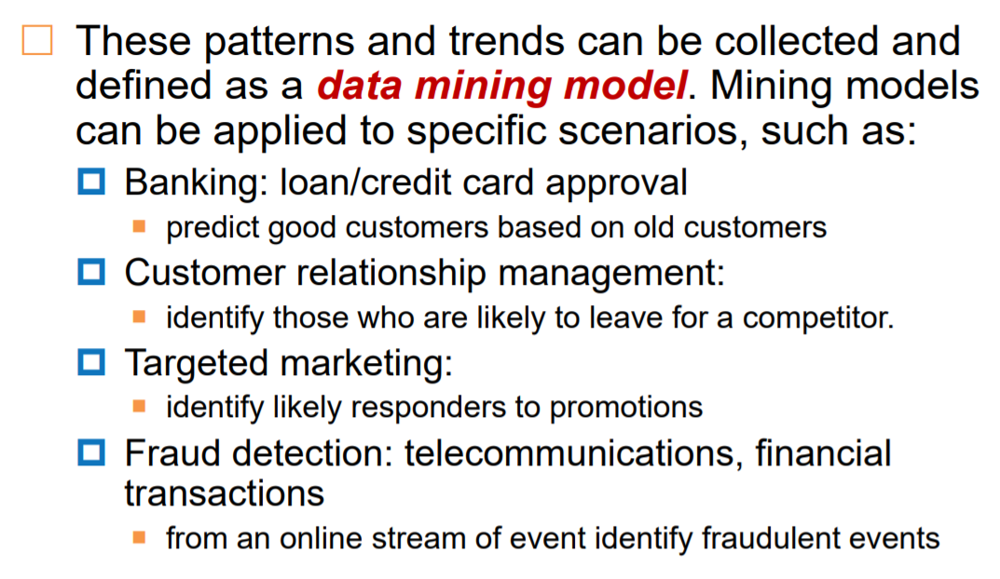 These patterns and trends can be collected and
defined as a data mining model. Mining models
can be applied to specific scenarios, such as:
Banking: loan/credit card approval
predict good customers based on old customers
Customer relationship management:
identify those who are likely to leave for a competitor.
Targeted marketing:
identify likely responders to promotions
Fraud detection: telecommunications, financial
transactions
from an online stream of event identify fraudulent events